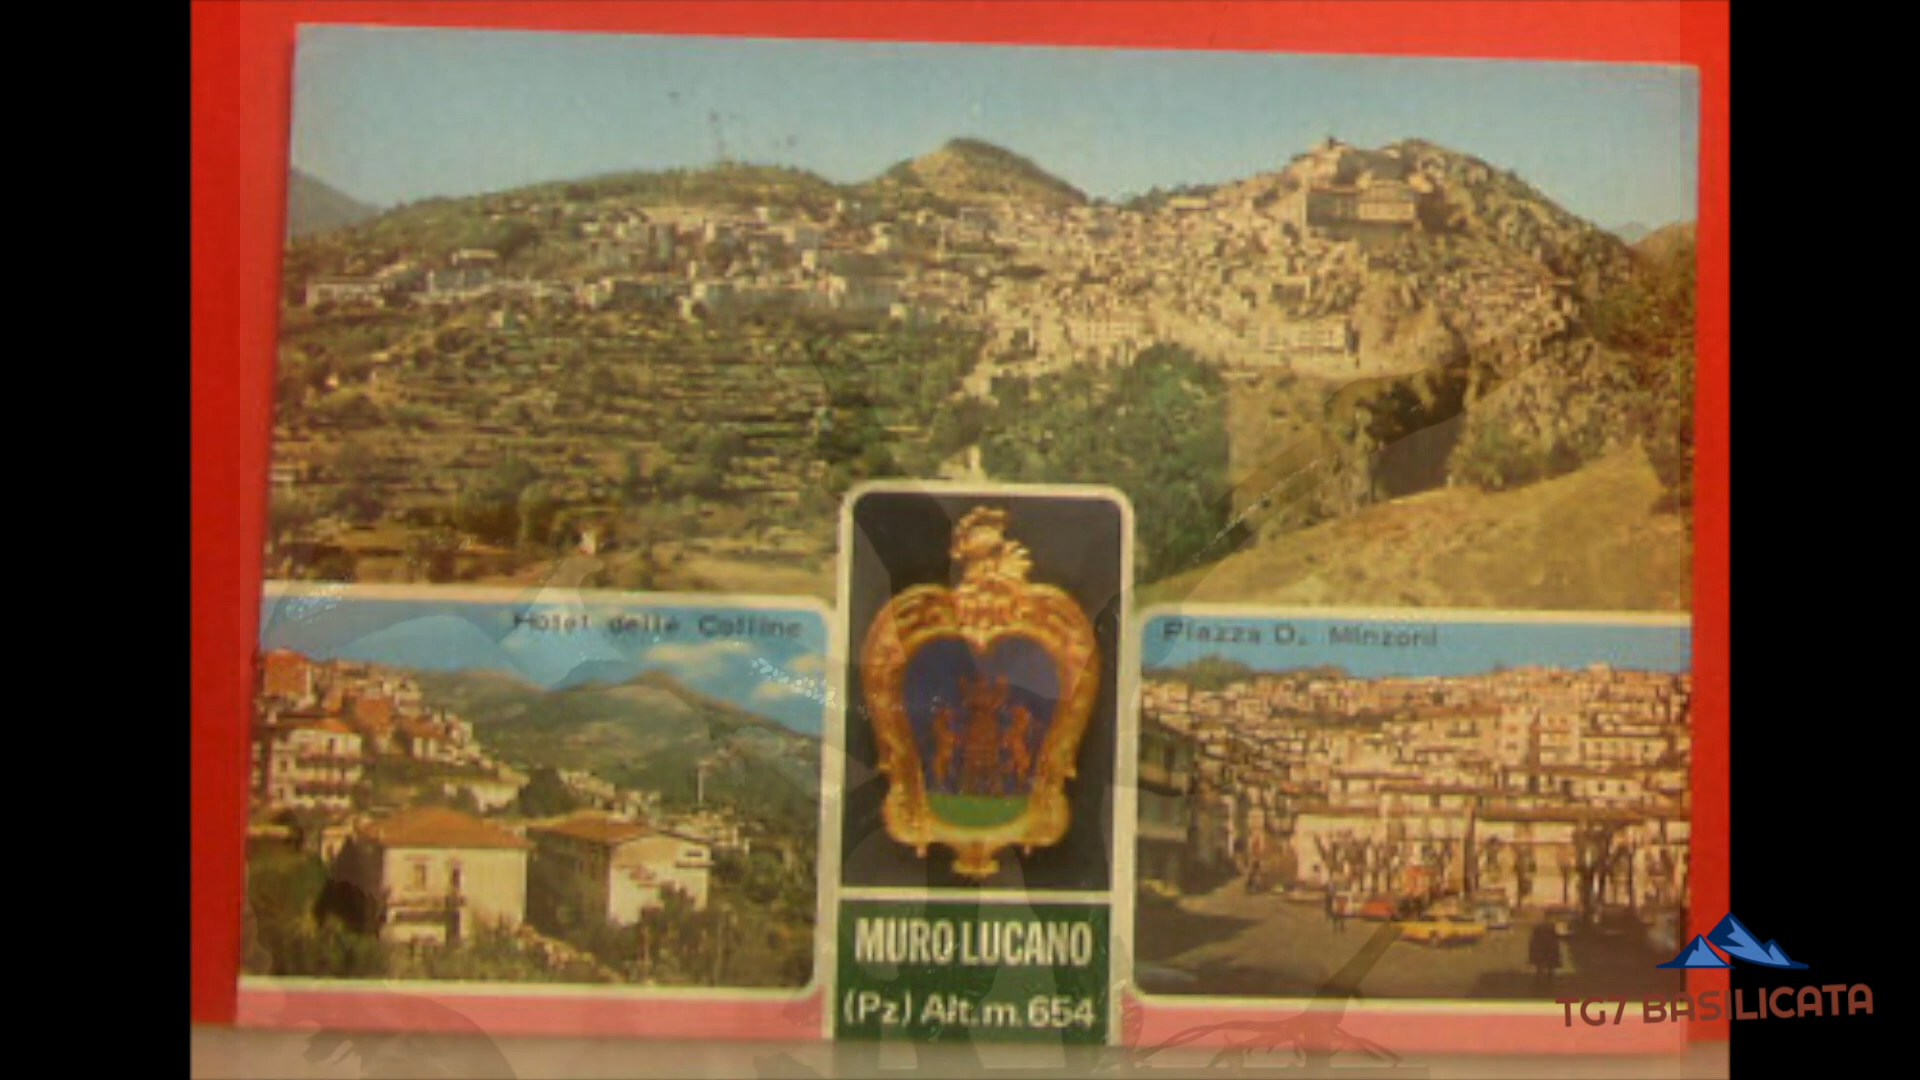 Hotel delle Colline
Piazza D. Minzoni
MURO LUCANO
(Pz) Alt. m. 654
TG7 BASILICATA